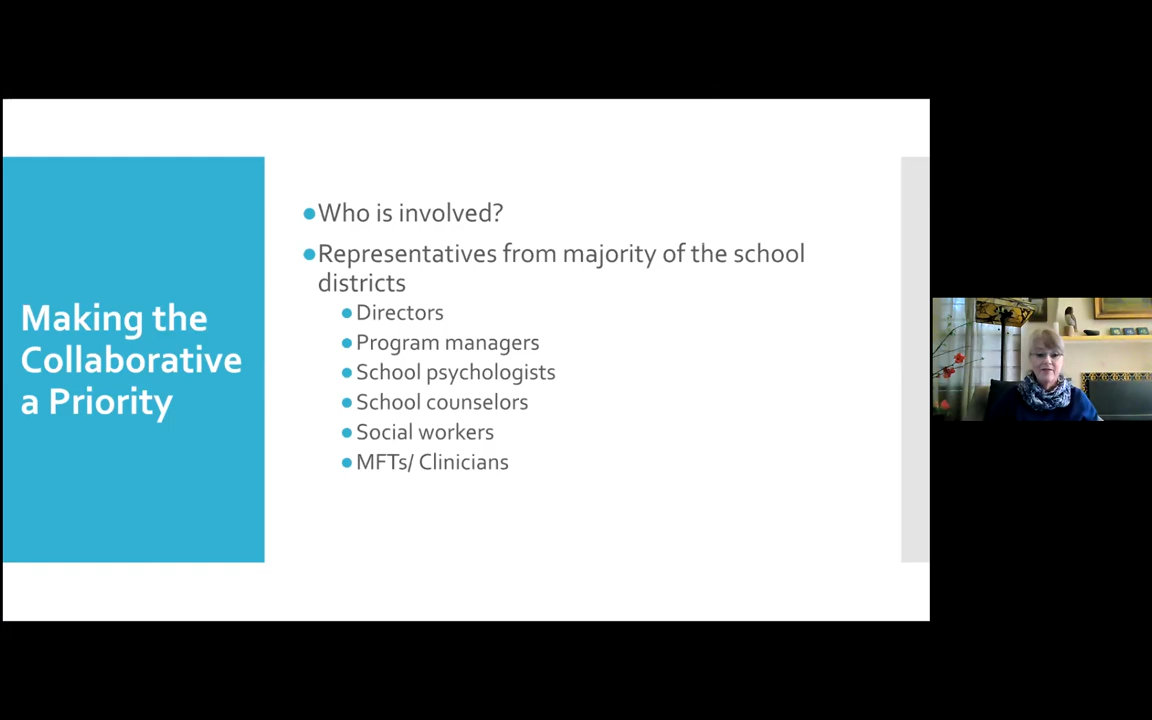 Making the
Collaborative
a Priority
●Who is involved?
●Representatives from majority of the school
districts
●Directors
●Program managers
●School psychologists
●School counselors
●Social workers
●MFTs/ Clinicians